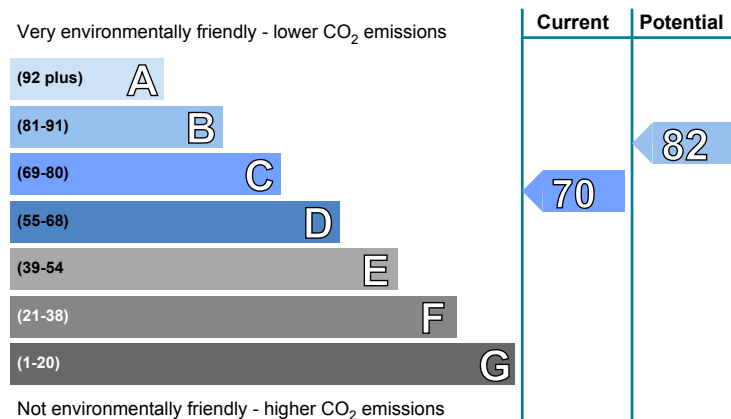 Very environmentally friendly - lower CO₂ emissions
Current
Potential
(92 plus) A
(81-91) B
(69-80) C
(55-68) D
(39-54 E
(21-38) F
(1-20) G
82
70
Not environmentally friendly - higher CO₂ emissions